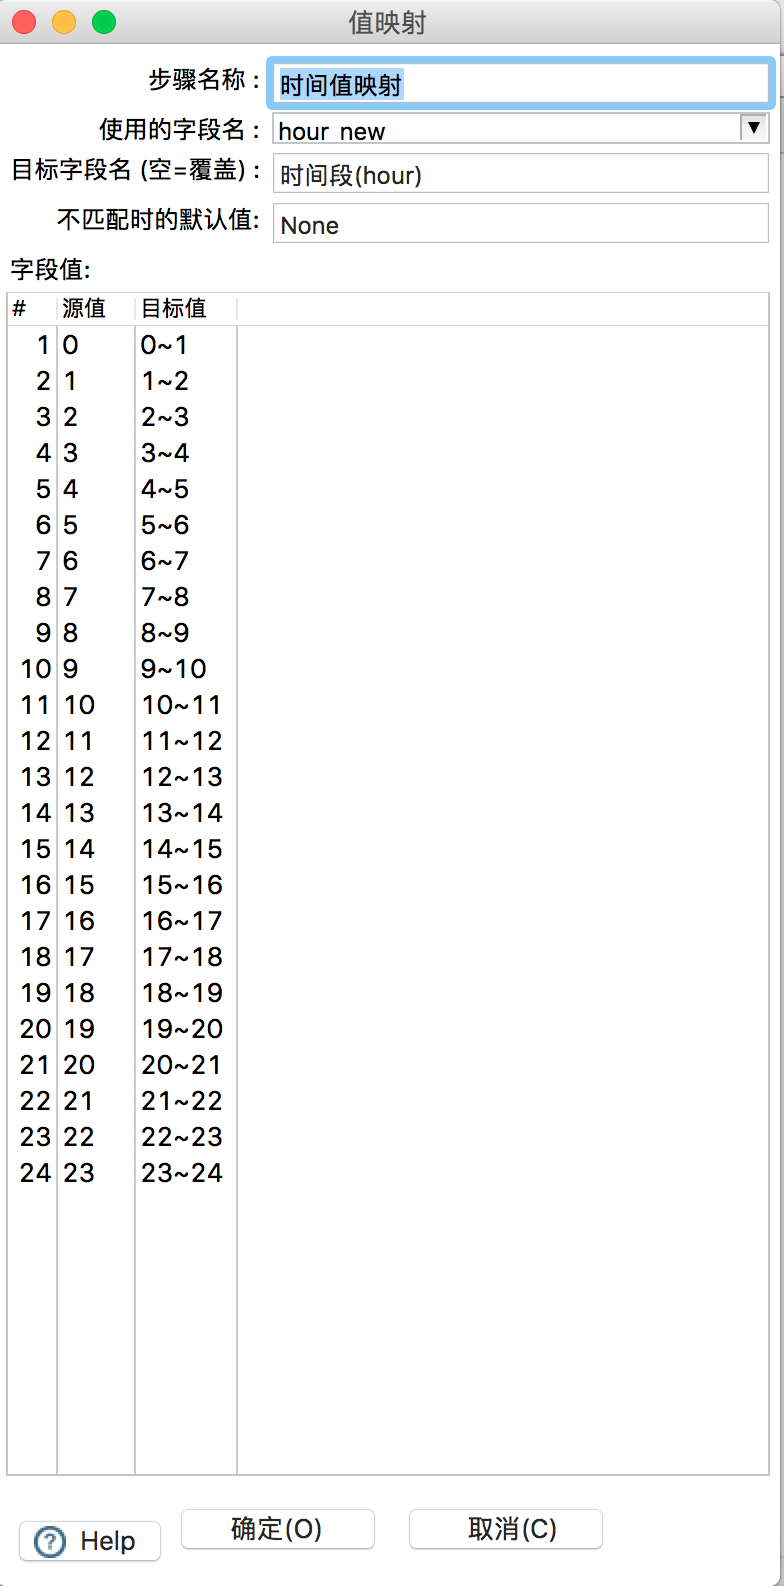 值映射
步骤名称 : 时间值映射
使用的字段名 : hour_new
目标字段名 (空=覆盖) : 时间段(hour)
不匹配时的默认值: None
字段值:
# 源值 目标值
1 0 0~1
2 1 1~2
3 2 2~3
4 3 3~4
5 4 4~5
6 5 5~6
7 6 6~7
8 7 7~8
9 8 8~9
10 9 9~10
11 10 10~11
12 11 11~12
13 12 12~13
14 13 13~14
15 14 14~15
16 15 15~16
17 16 16~17
18 17 17~18
19 18 18~19
20 19 19~20
21 20 20~21
22 21 21~22
23 22 22~23
24 23 23~24
Help 确定(O) 取消(C)